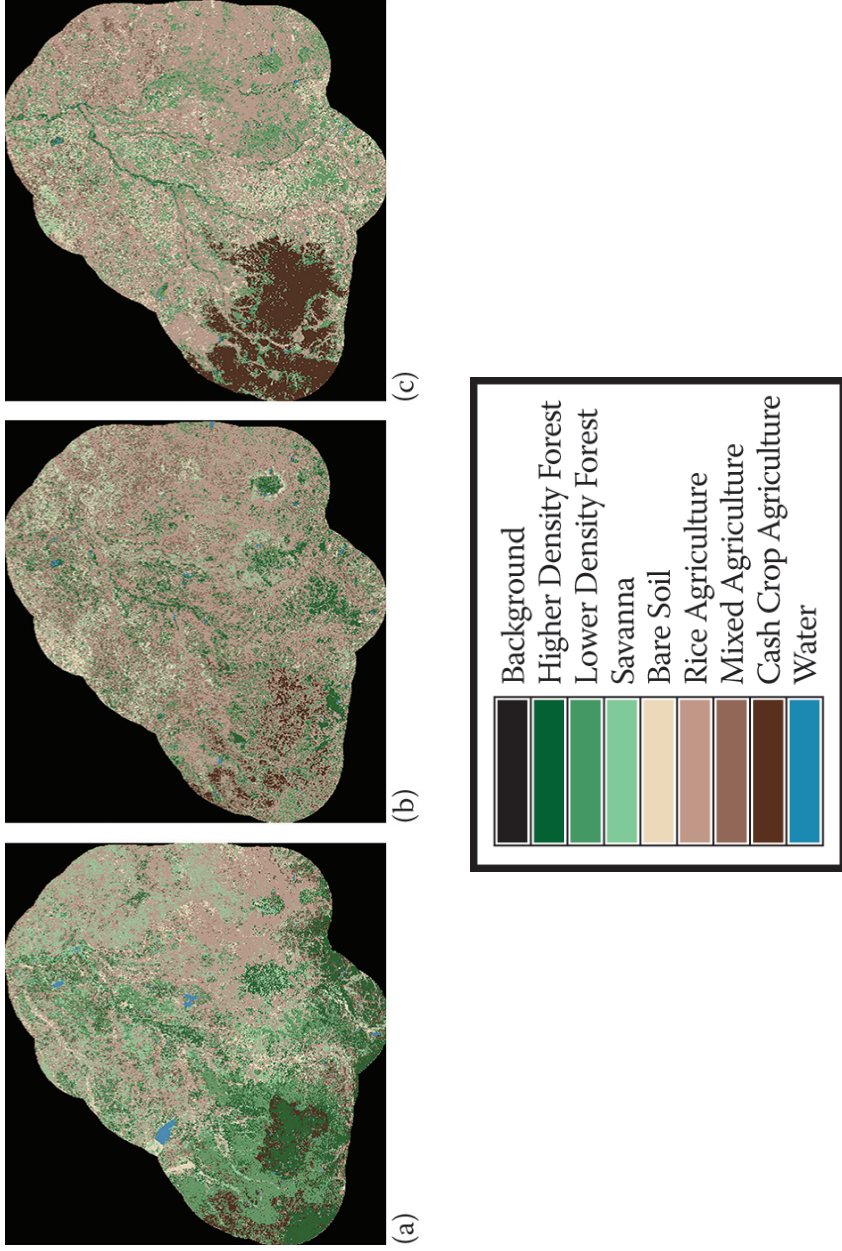 (a)
(b)
(c)
Background
Higher Density Forest
Lower Density Forest
Savanna
Bare Soil
Rice Agriculture
Mixed Agriculture
Cash Crop Agriculture
Water